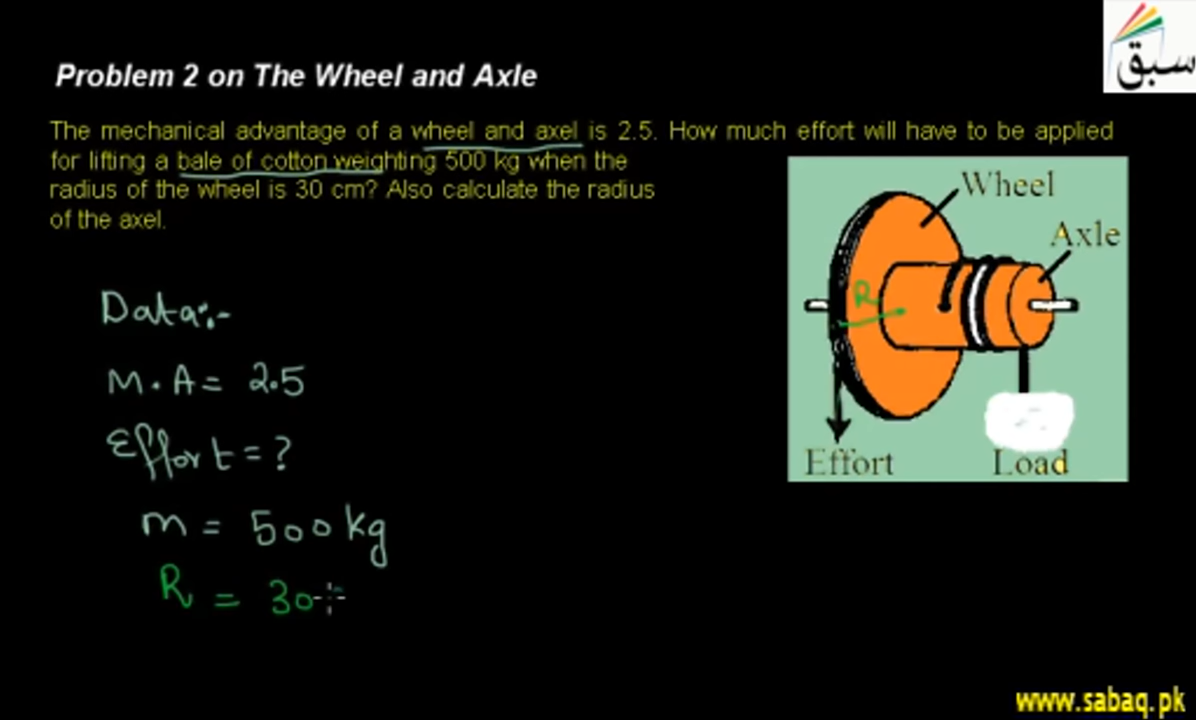 سبق
Problem 2 on The Wheel and Axle
The mechanical advantage of a wheel and axel is 2.5. How much effort will have to be applied
for lifting a bale of cotton weighting 500 kg when the
radius of the wheel is 30 cm? Also calculate the radius
of the axel.
Wheel
Axle
R
Effort
Load
Data:-
M.A = 2.5
Effort = ?
m = 500 kg
R = 30
www.sabaq.pk